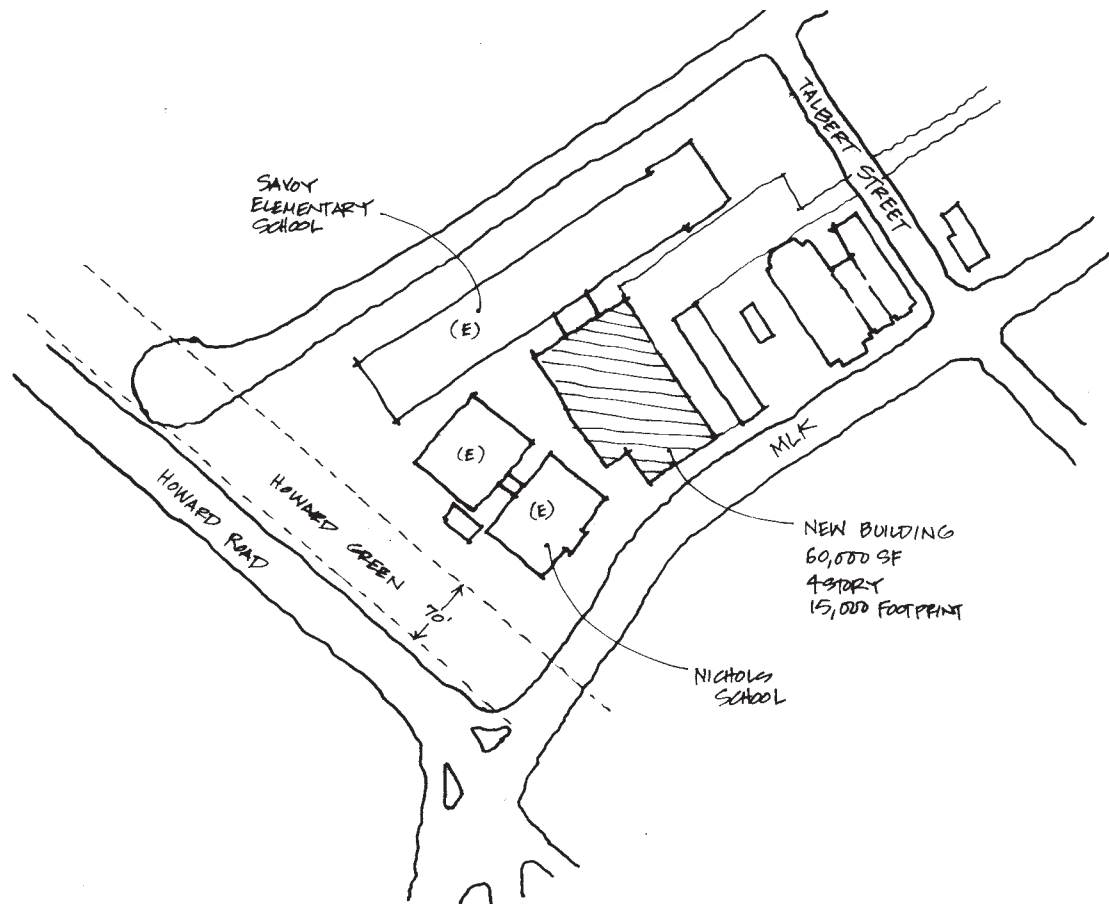 TALBERT STREET
SAVOY
ELEMENTARY
SCHOOL
(E)
(E)
(E)
MLK
HOWARD ROAD
HOWARD GREEN
70'
NEW BUILDING
60,000 SF
4 STORY
15,000 FOOTPRINT
NICHOLS
SCHOOL